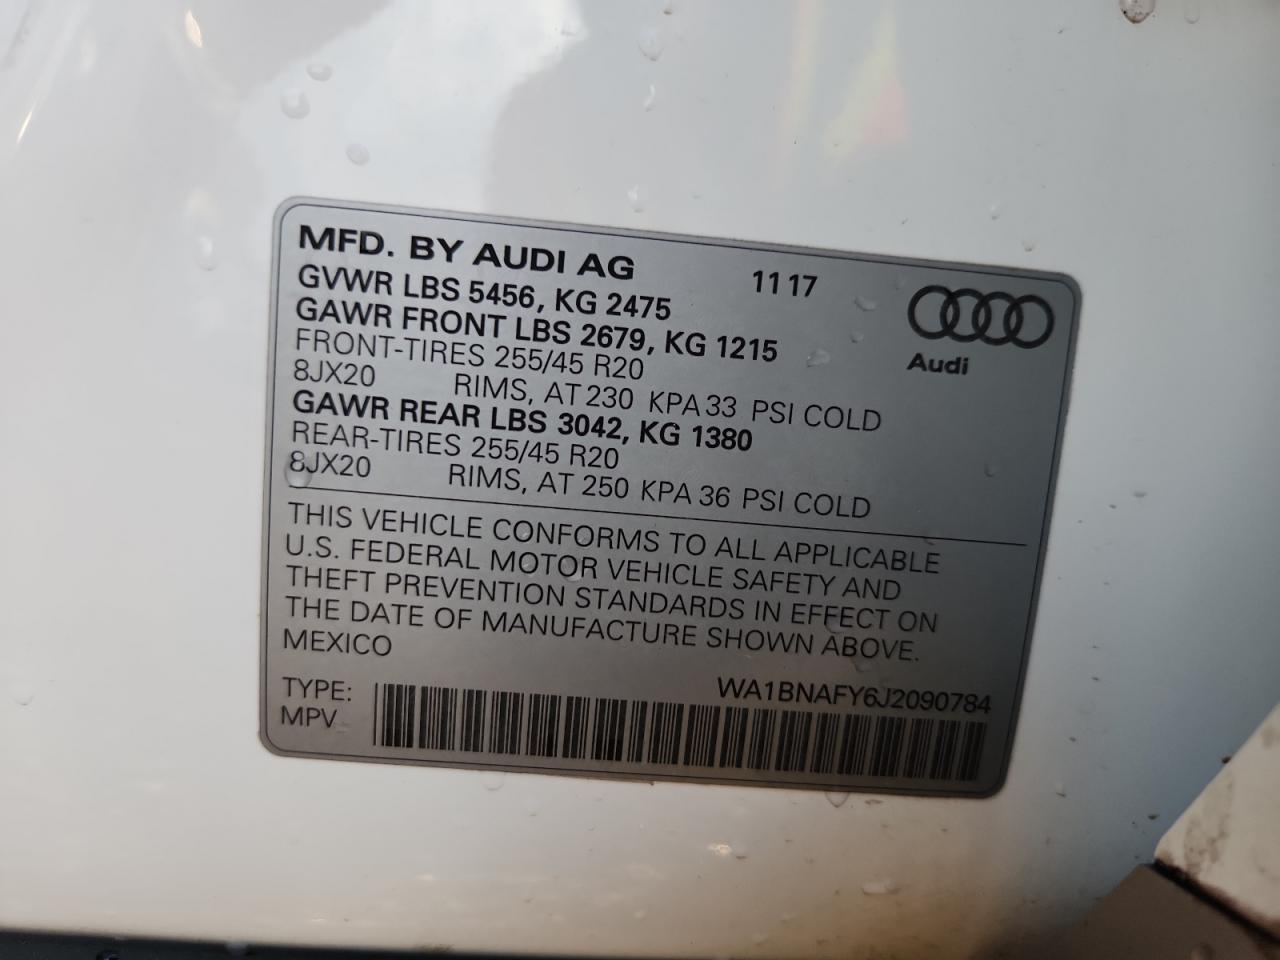 MFD. BY AUDI AG 11 17
GVWR LBS 5456, KG 2475
GAWR FRONT LBS 2679, KG 1215
FRONT-TIRES 255/45 R20
8JX20 RIMS, AT 230 KPA 33 PSI COLD
GAWR REAR LBS 3042, KG 1380
REAR-TIRES 255/45 R20
8JX20 RIMS, AT 250 KPA 36 PSI COLD
Audi
THIS VEHICLE CONFORMS TO ALL APPLICABLE
U.S. FEDERAL MOTOR VEHICLE SAFETY AND
THEFT PREVENTION STANDARDS IN EFFECT ON
THE DATE OF MANUFACTURE SHOWN ABOVE.
MEXICO
WA1BNAFY6J2090784
TYPE:
MPV